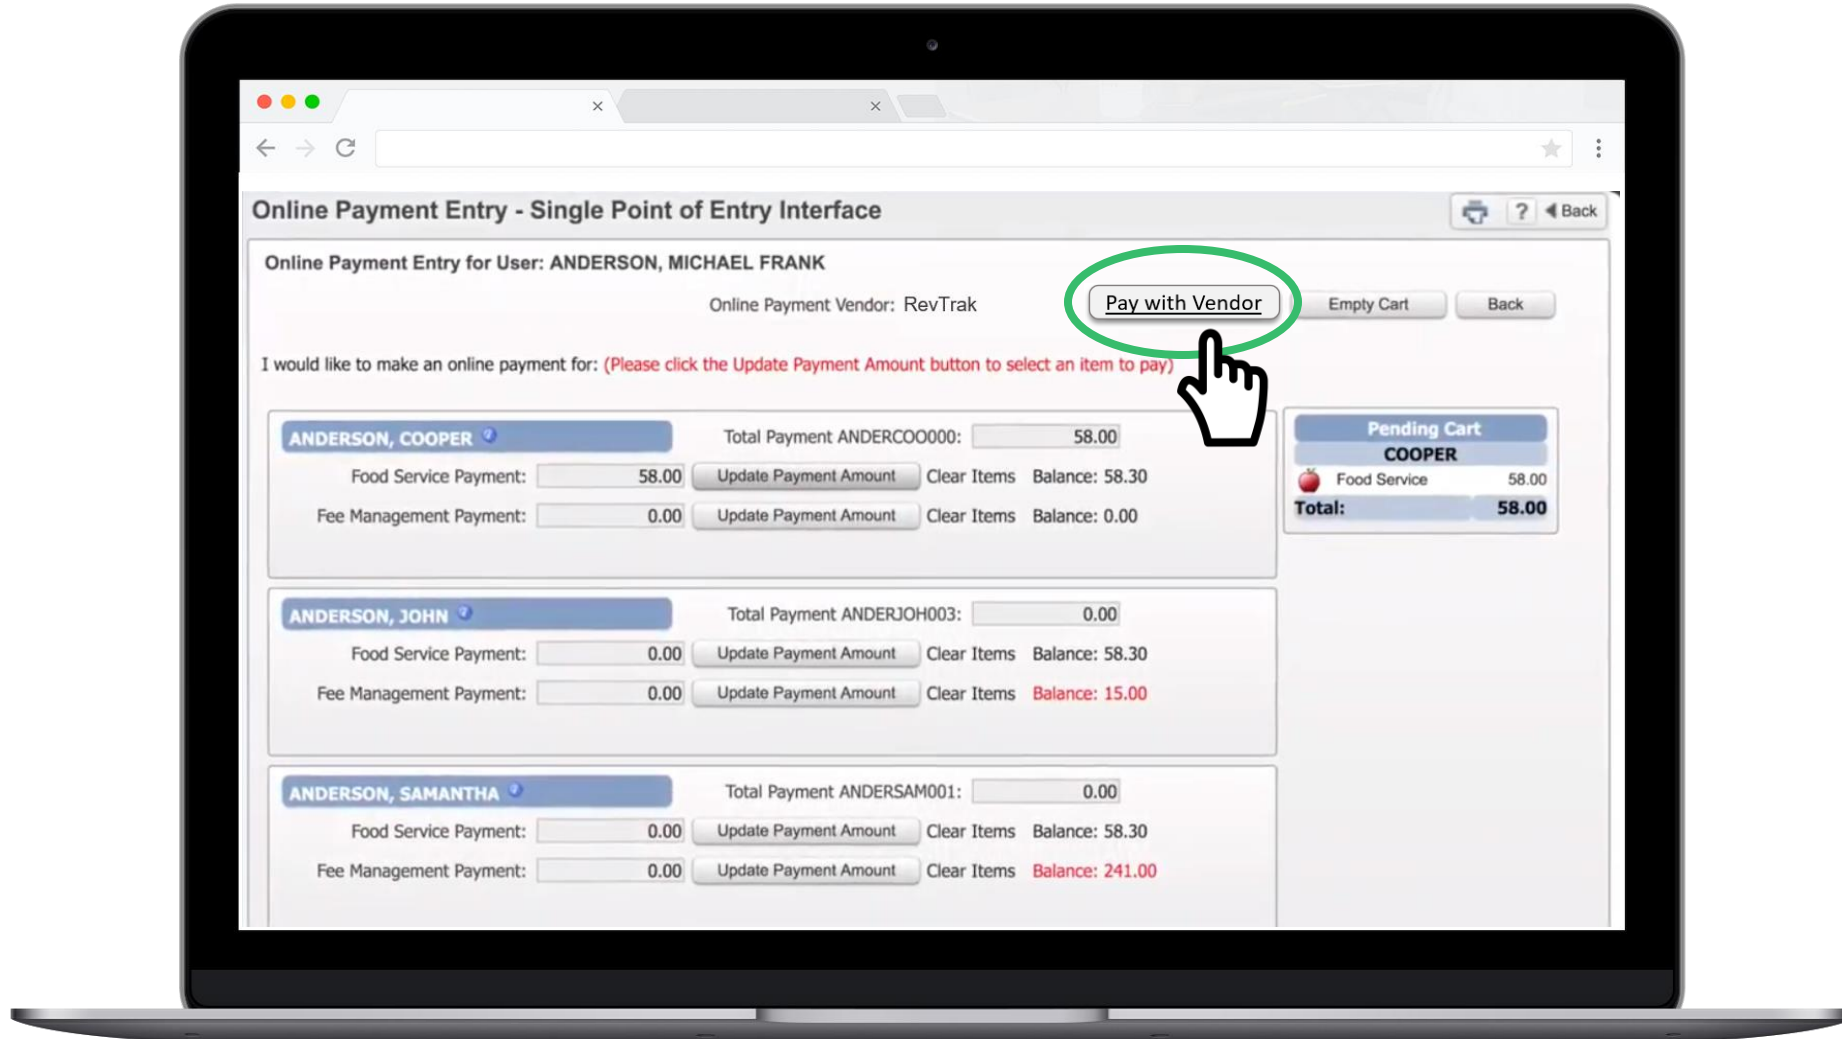 Online Payment Entry - Single Point of Entry Interface
? Back
Online Payment Entry for User: ANDERSON, MICHAEL FRANK
Online Payment Vendor: RevTrak
Pay with Vendor
Empty Cart
Back
I would like to make an online payment for: (Please click the Update Payment Amount button to select an item to pay)
ANDERSON, COOPER ? Total Payment ANDERCOO000: 58.00
Food Service Payment: 58.00 Update Payment Amount Clear Items Balance: 58.30
Fee Management Payment: 0.00 Update Payment Amount Clear Items Balance: 0.00
Pending Cart
COOPER
Food Service 58.00
Total: 58.00
ANDERSON, JOHN ? Total Payment ANDERJOH003: 0.00
Food Service Payment: 0.00 Update Payment Amount Clear Items Balance: 58.30
Fee Management Payment: 0.00 Update Payment Amount Clear Items Balance: 15.00
ANDERSON, SAMANTHA ? Total Payment ANDERSAM001: 0.00
Food Service Payment: 0.00 Update Payment Amount Clear Items Balance: 58.30
Fee Management Payment: 0.00 Update Payment Amount Clear Items Balance: 241.00